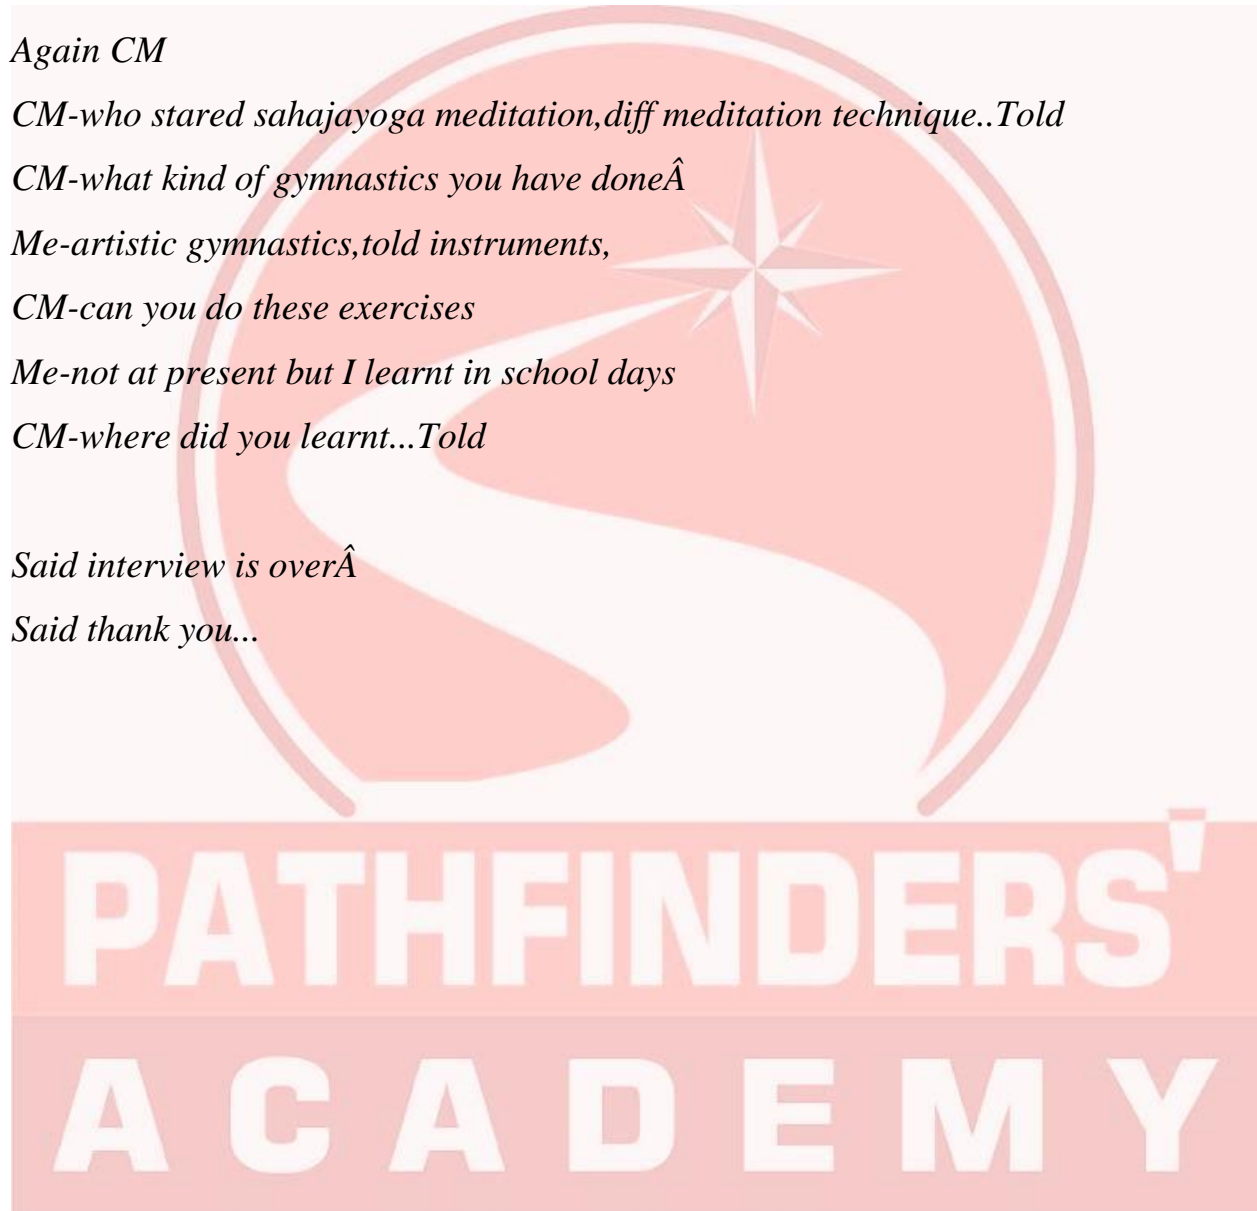 Again CM
CM-who stared sahajayoga meditation,diff meditation technique..Told
CM-what kind of gymnastics you have doneÂ
Me-artistic gymnastics,told instruments,
CM-can you do these exercises
Me-not at present but I learnt in school days
CM-where did you learnt...Told
Said interview is overÂ
Said thank you...
PATHFINDERS'
ACADEMY